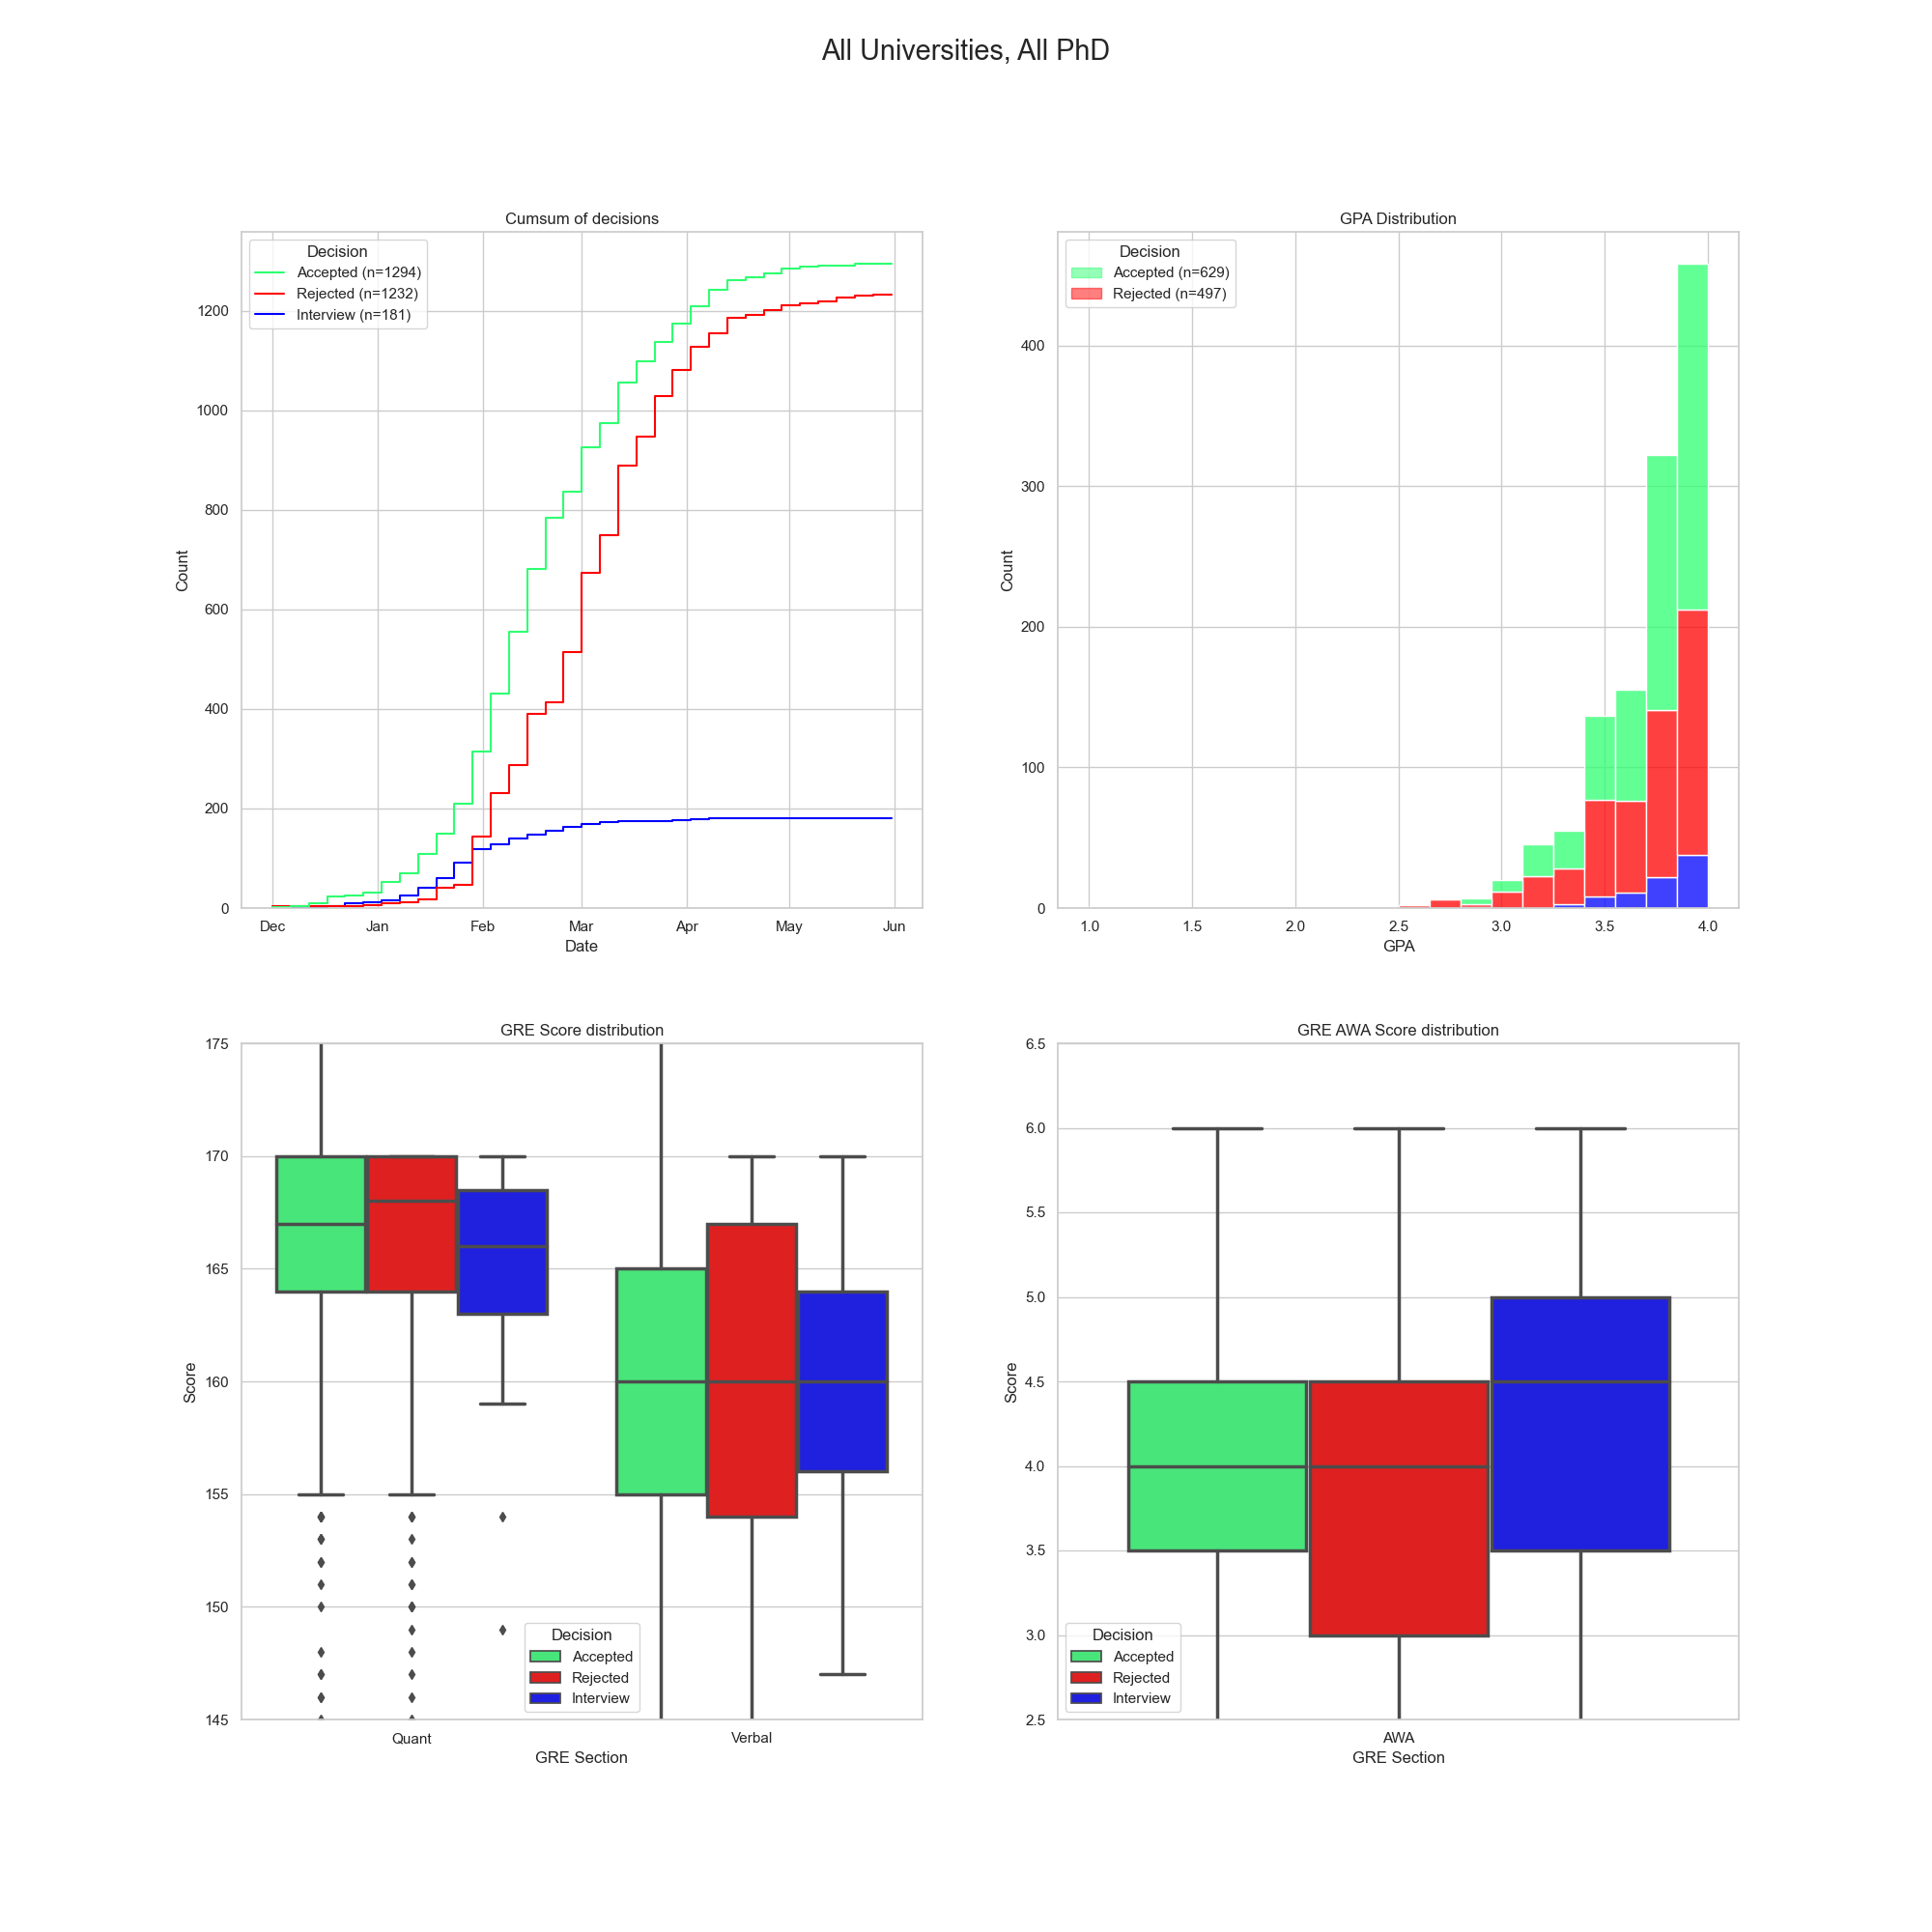 All Universities, All PhD
Cumsum of decisions
Decision
Accepted (n=1294)
Rejected (n=1232)
Interview (n=181)
Count
1200
1000
800
600
400
200
0
Dec Jan Feb Mar Apr May Jun
Date
GPA Distribution
Decision
Accepted (n=629)
Rejected (n=497)
Count
400
300
200
100
0
1.0 1.5 2.0 2.5 3.0 3.5 4.0
GPA
GRE Score distribution
Score
175
170
165
160
155
150
145
Decision
Accepted
Rejected
Interview
Quant Verbal
GRE Section
GRE AWA Score distribution
Score
6.5
6.0
5.5
5.0
4.5
4.0
3.5
3.0
2.5
Decision
Accepted
Rejected
Interview
AWA
GRE Section